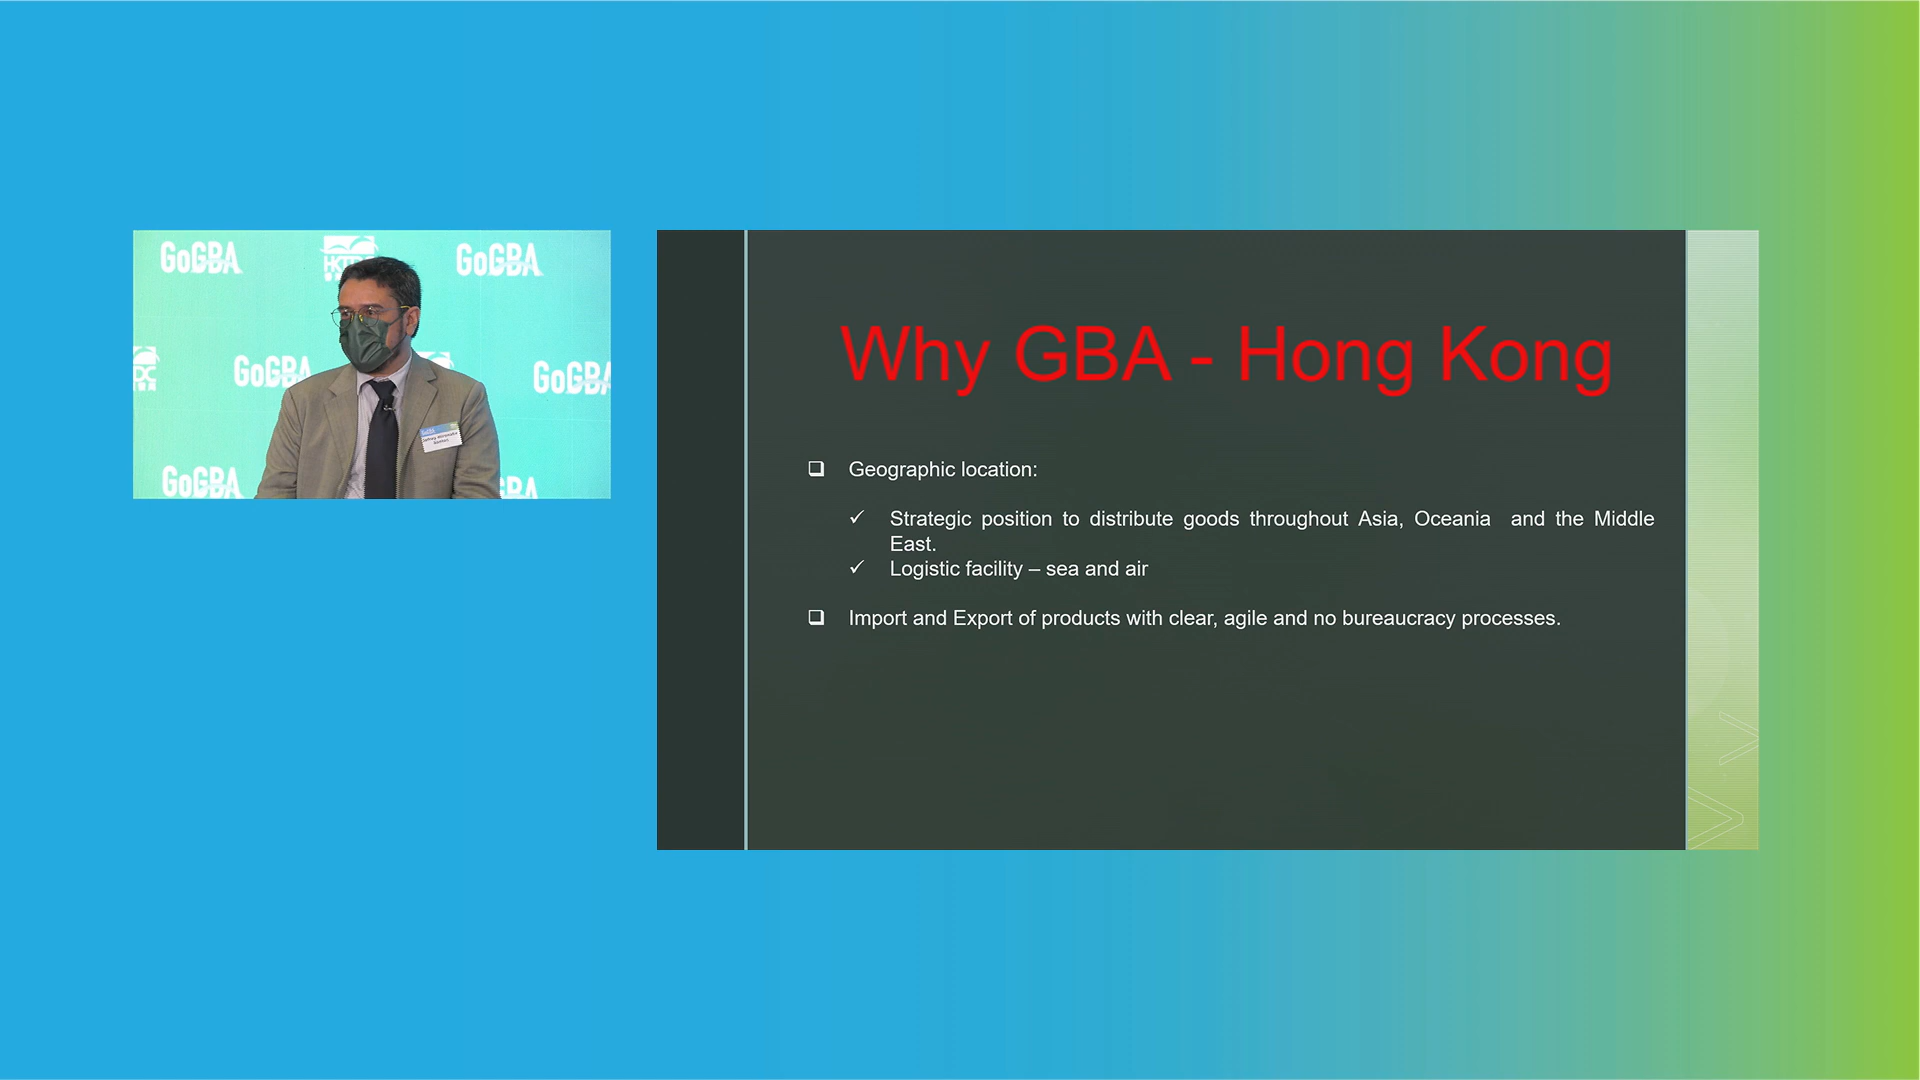 GoGBA
GoGBA
GoGBA
GoGBA
GoGBA
Why GBA - Hong Kong
Geographic location:
Strategic position to distribute goods throughout Asia, Oceania and the Middle
East.
Logistic facility – sea and air
Import and Export of products with clear, agile and no bureaucracy processes.